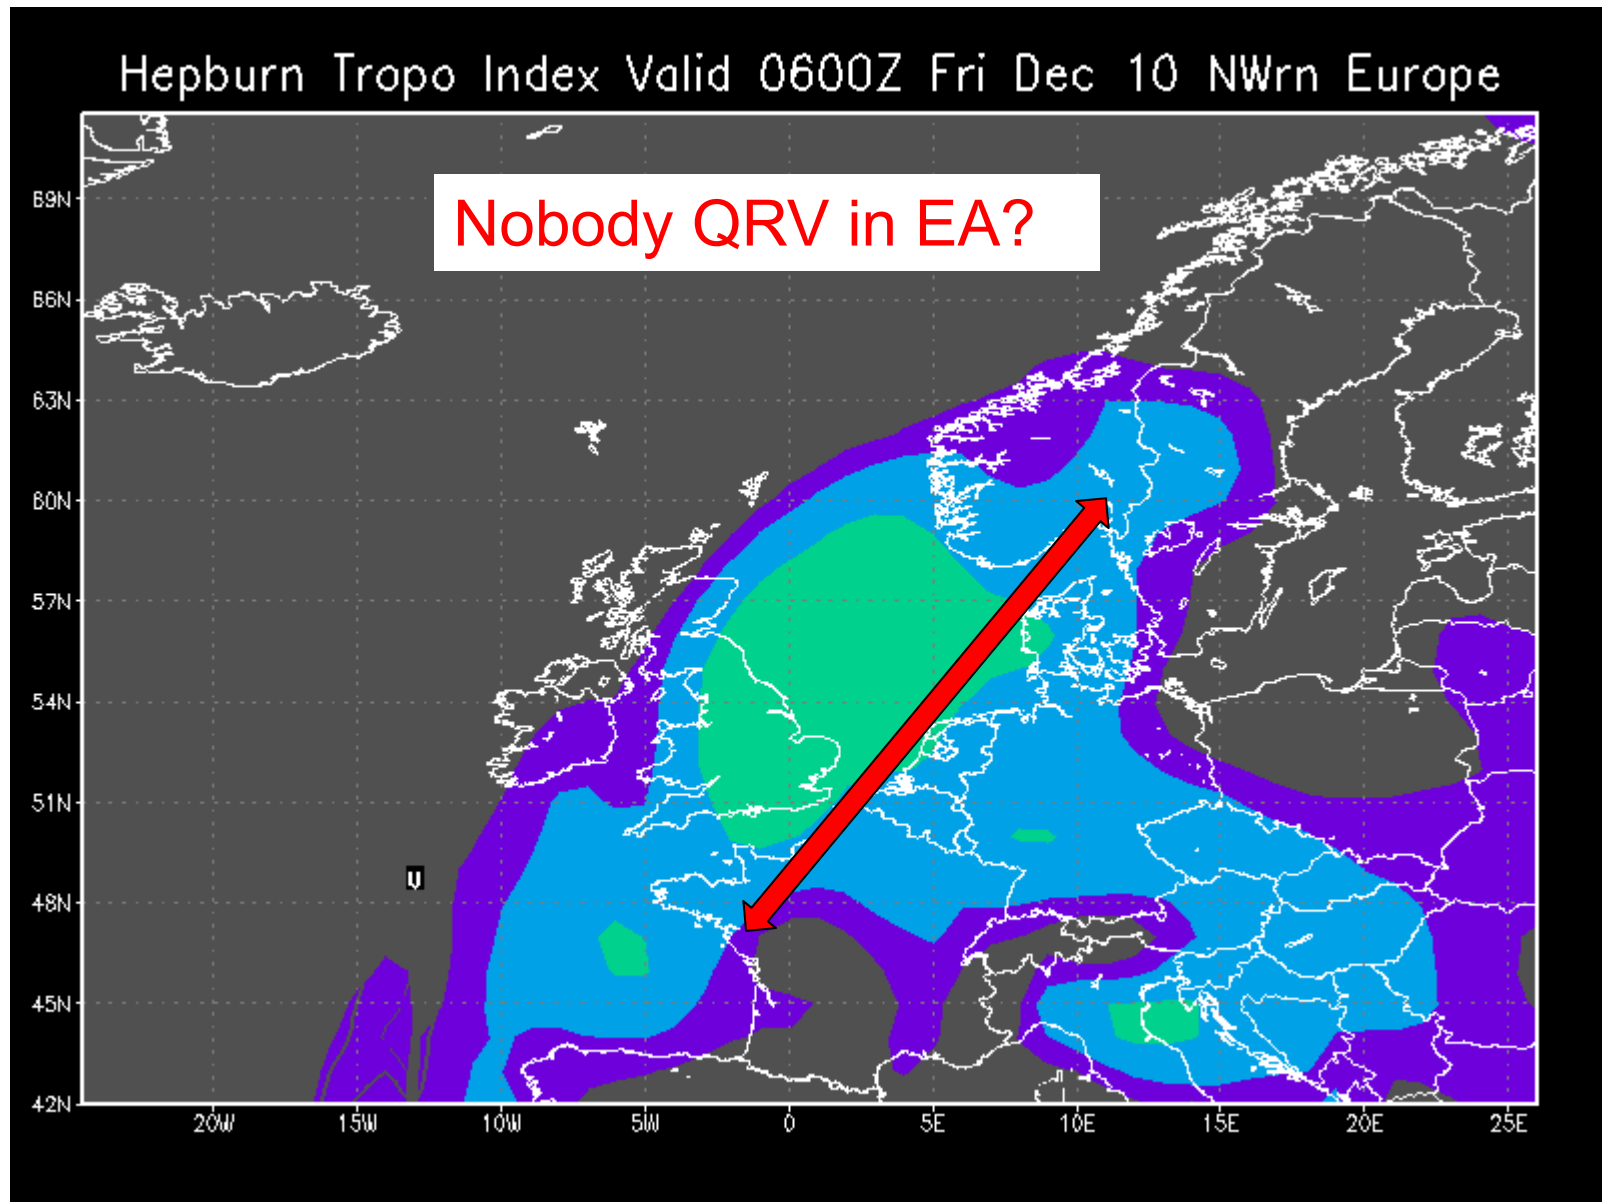 Hepburn Tropo Index Valid 0600Z Fri Dec 10 NWrn Europe
Nobody QRV in EA?
69N
66N
63N
60N
57N
54N
51N
48N
45N
42N
V
20W
15W
10W
5W
0
5E
10E
15E
20E
25E